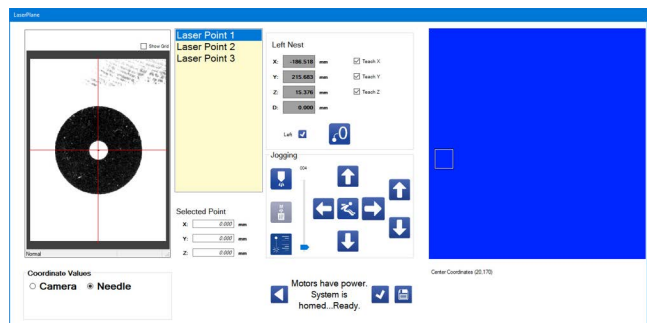 LaserPlane
Show Grid
Normal
Coordinate Values
Camera
Needle
Laser Point 1
Laser Point 2
Laser Point 3
Selected Point
X: 0.000 mm
Y: 0.000 mm
Z: 0.000 mm
Left Nest
X: -186.518 mm Teach X
Y: 215.683 mm Teach Y
Z: 15.376 mm Teach Z
D: 0.000 mm
Left
0
Jogging
Motors have power.
System is
homed...Ready.
Center Coordinates (20,170)